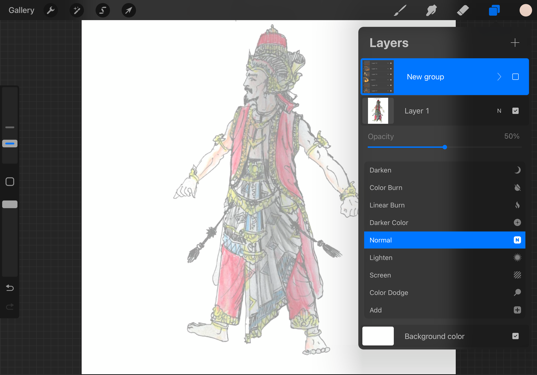 Gallery
Layers
New group
Layer 1 N
Opacity 50%
Darken
Color Burn
Linear Burn
Darker Color
Normal N
Lighten
Screen
Color Dodge
Add
Background color